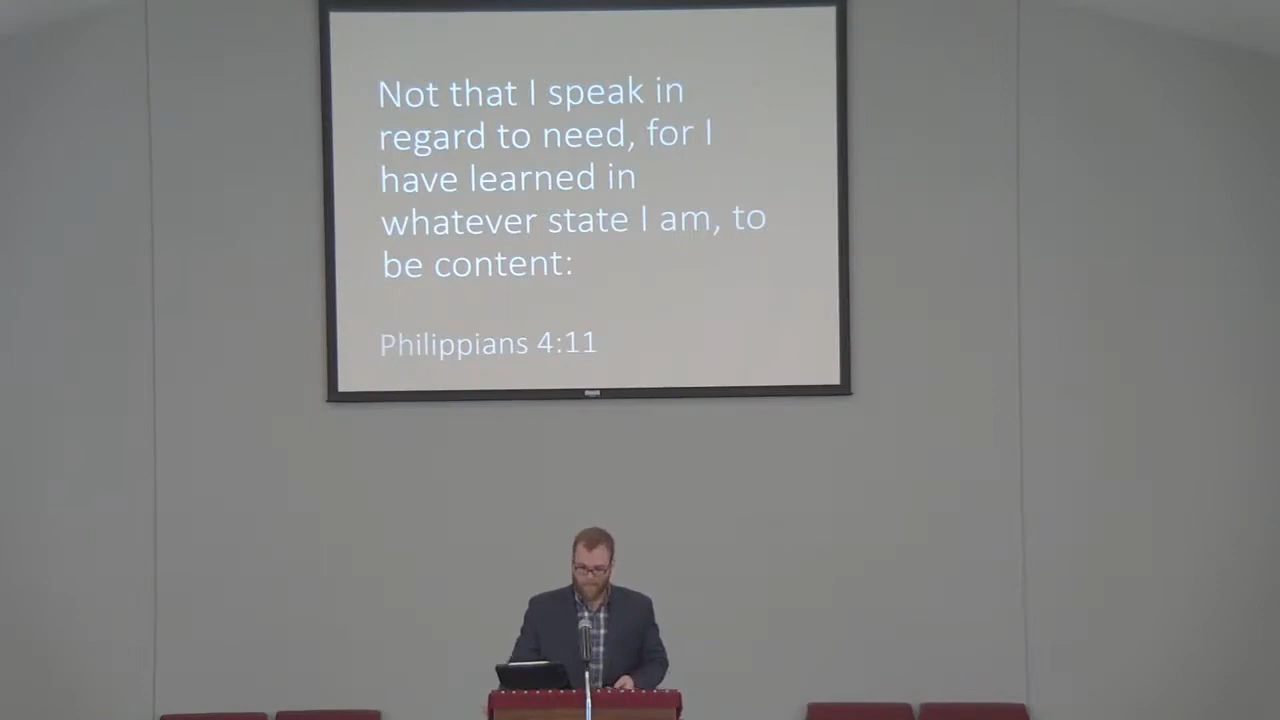 Not that I speak in
regard to need, for I
have learned in
whatever state I am, to
be content:
Philippians 4:11